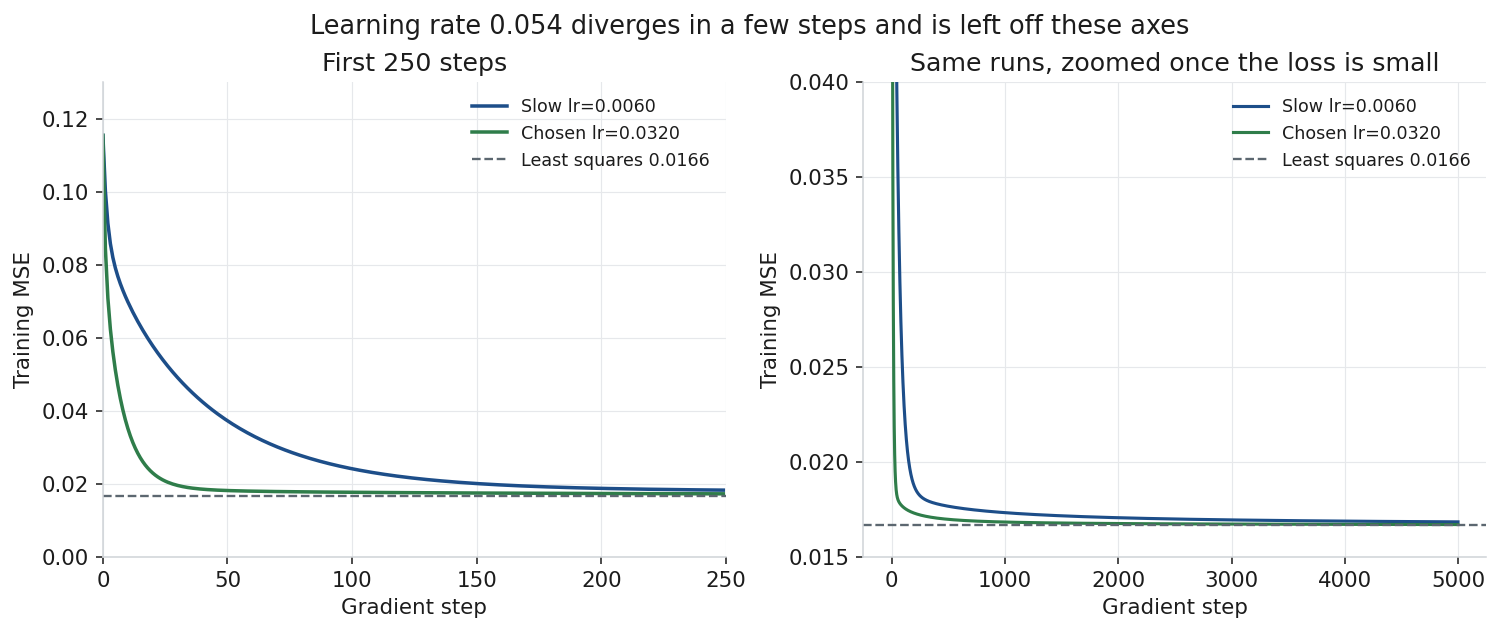 Learning rate 0.054 diverges in a few steps and is left off these axes
First 250 steps
Training MSE
0.12
0.10
0.08
0.06
0.04
0.02
0.00
0
50
100
150
200
250
Gradient step
Slow lr=0.0060
Chosen lr=0.0320
Least squares 0.0166
Same runs, zoomed once the loss is small
Training MSE
0.040
0.035
0.030
0.025
0.020
0.015
0
1000
2000
3000
4000
5000
Gradient step
Slow lr=0.0060
Chosen lr=0.0320
Least squares 0.0166